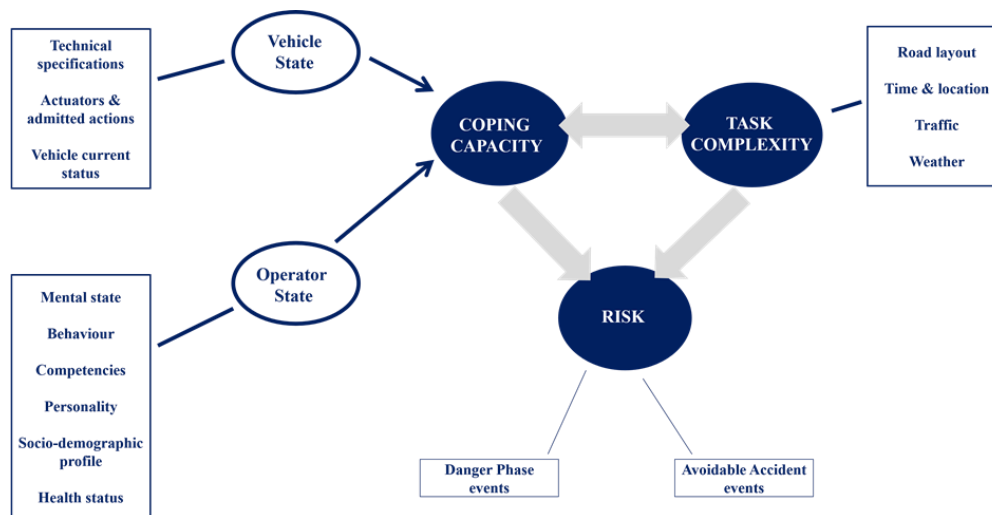 Technical
specifications
Actuators &
admitted actions
Vehicle current
status
Vehicle
State
COPING
CAPACITY
TASK
COMPLEXITY
Road layout
Time & location
Traffic
Weather
Mental state
Behaviour
Competencies
Personality
Socio-demographic
profile
Health status
Operator
State
RISK
Danger Phase
events
Avoidable Accident
events